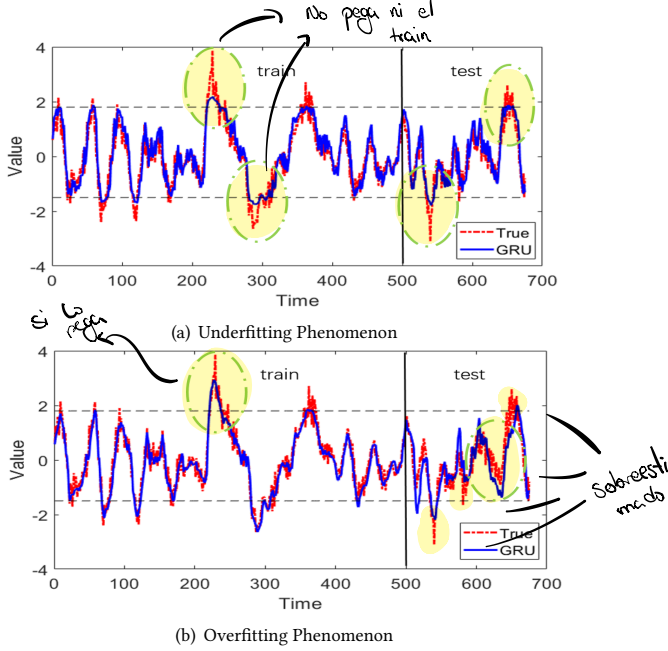 No pega ni el
train
4
2
0
-2
-4
Value
train
test
True
GRU
0
100
200
300
400
500
600
700
Time
(a) Underfitting Phenomenon
si lo
pega
4
2
0
-2
-4
Value
train
test
Sobreesti
mado
True
GRU
0
100
200
300
400
500
600
700
Time
(b) Overfitting Phenomenon